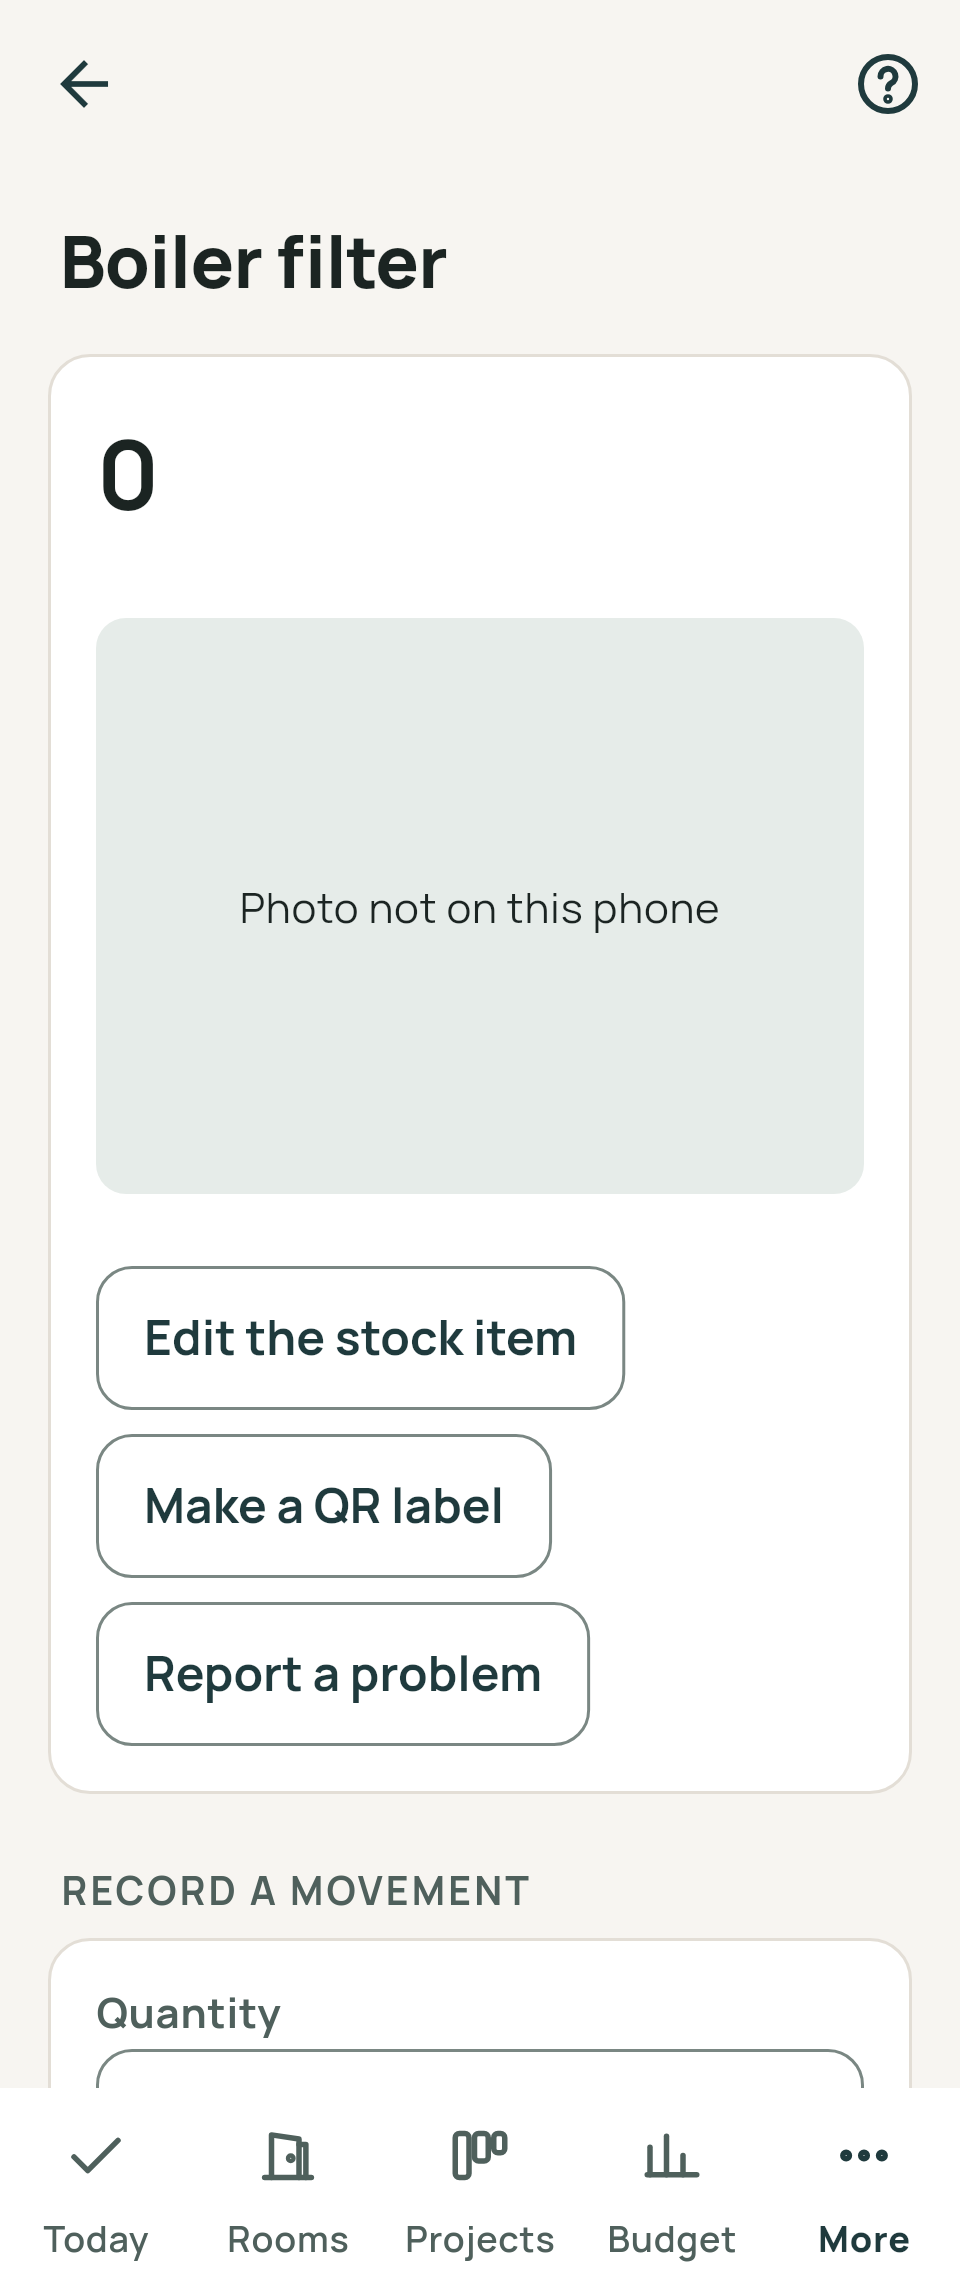 Boiler filter
0
Photo not on this phone
Edit the stock item
Make a QR label
Report a problem
RECORD A MOVEMENT
Quantity
Today
Rooms
Projects
Budget
More